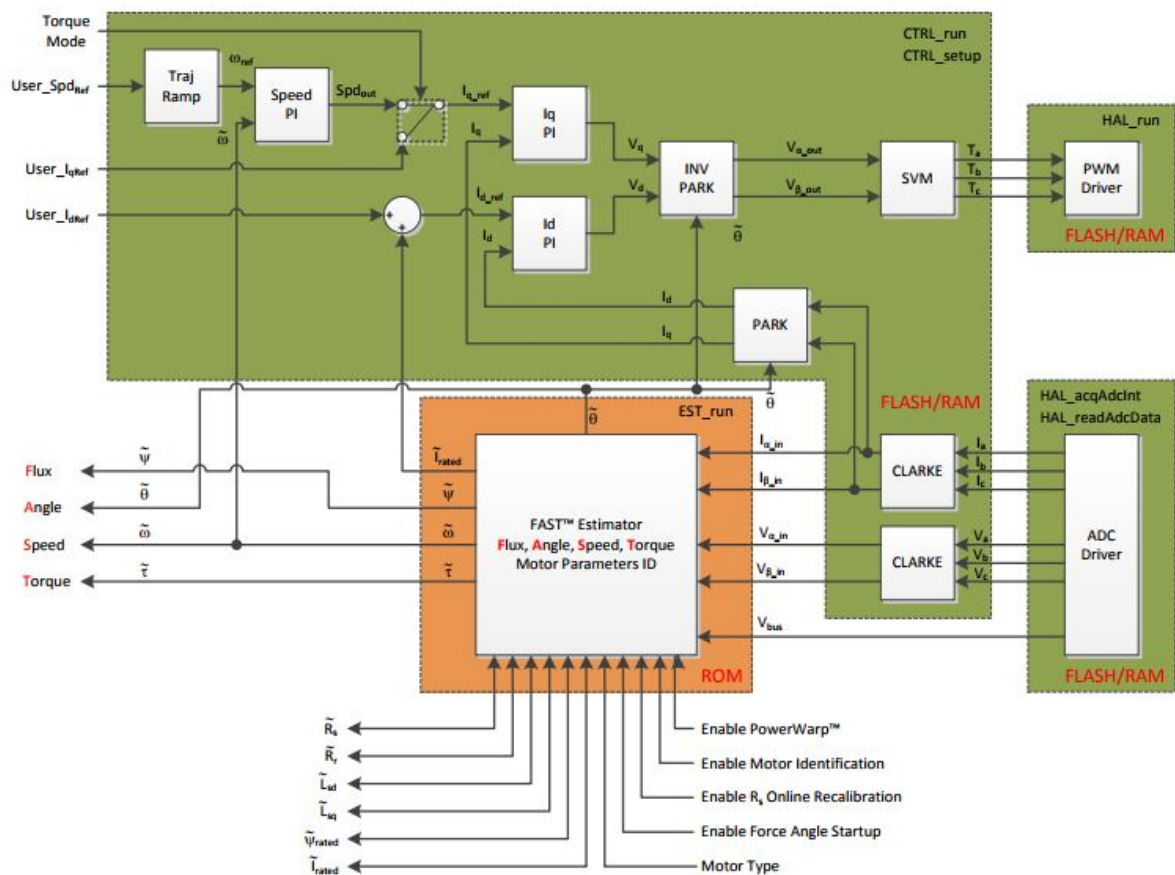 Torque
Mode
CTRL_run
CTRL_setup
User_SpdRef
Traj
Ramp
ωref
Speed
PI
Spdout
ω̃
Iq_ref
Iq
Iq
PI
Vq
User_IqRef
User_IdRef
+
+
Id_ref
Id
Id
PI
Vd
INV
PARK
θ̃
Vα_out
Vβ_out
SVM
HAL_run
Ta
Tb
Tc
PWM
Driver
FLASH/RAM
Id
Iq
PARK
θ̃
FLASH/RAM
HAL_acqAdcInt
HAL_readAdcData
EST_run
θ̃
Ĩrated
Iα_in
Iβ_in
CLARKE
Ia
Ib
Ic
Flux
ψ̃
ψ̃
Angle
θ̃
Speed
ω̃
ω̃
Torque
τ̃
τ̃
FAST™ Estimator
Flux, Angle, Speed, Torque
Motor Parameters ID
Vα_in
Vβ_in
CLARKE
Va
Vb
Vc
ADC
Driver
Vbus
ROM
FLASH/RAM
R̃s
Enable PowerWarp™
R̃r
Enable Motor Identification
L̃sd
L̃sq
Enable Rs Online Recalibration
ψ̃rated
Enable Force Angle Startup
Ĩrated
Motor Type